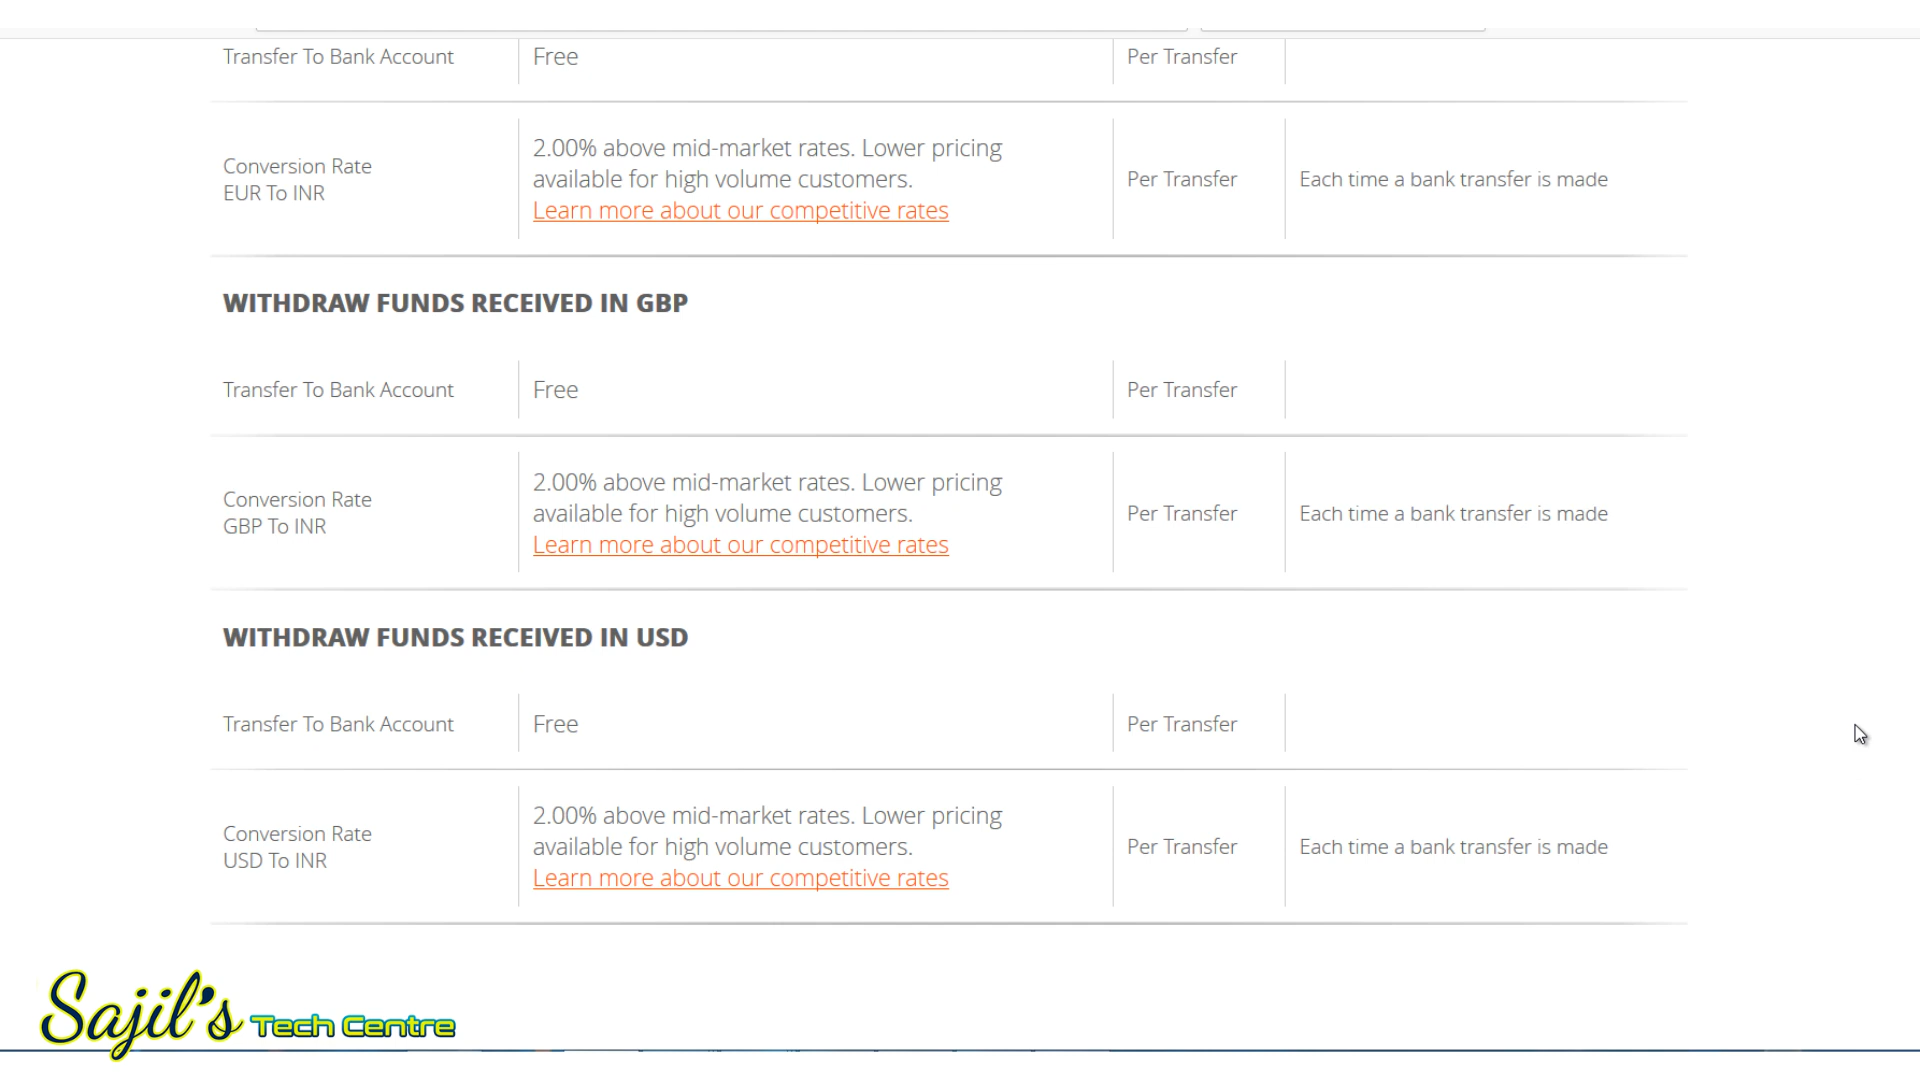 Transfer To Bank Account Free Per Transfer
2.00% above mid-market rates. Lower pricing
Conversion Rate
available for high volume customers. Per Transfer Each time a bank transfer is made
EUR To INR
Learn more about our competitive rates
WITHDRAW FUNDS RECEIVED IN GBP
Transfer To Bank Account Free Per Transfer
2.00% above mid-market rates. Lower pricing
Conversion Rate
available for high volume customers. Per Transfer Each time a bank transfer is made
GBP To INR
Learn more about our competitive rates
WITHDRAW FUNDS RECEIVED IN USD
Transfer To Bank Account Free Per Transfer
2.00% above mid-market rates. Lower pricing
Conversion Rate
available for high volume customers. Per Transfer Each time a bank transfer is made
USD To INR
Learn more about our competitive rates
Sajil's Tech Centre